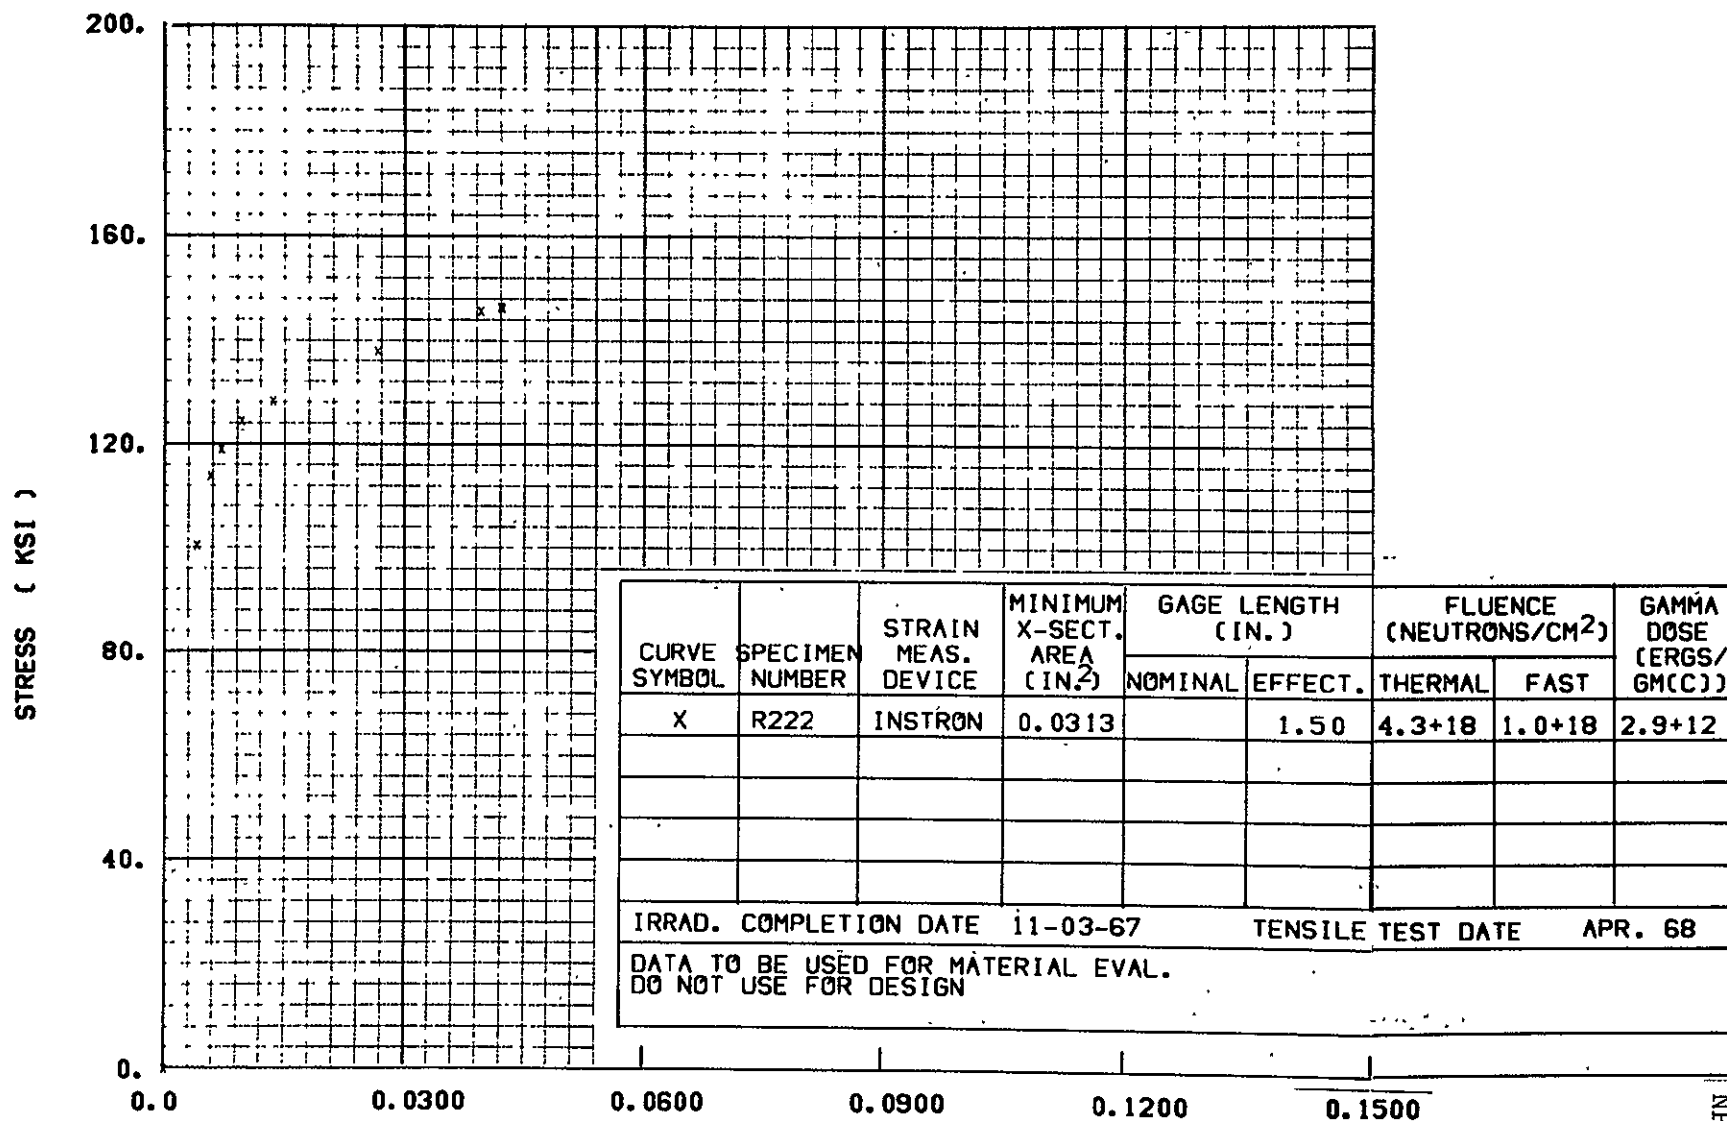 200.
160.
120.
80.
40.
0.
STRESS ( KSI )
0.0 0.0300 0.0600 0.0900 0.1200 0.1500
CURVE SYMBOL
SPECIMEN NUMBER
STRAIN MEAS. DEVICE
MINIMUM X-SECT. AREA (IN.2)
GAGE LENGTH (IN.)
NOMINAL EFFECT.
FLUENCE (NEUTRONS/CM2)
THERMAL FAST
GAMMA DOSE (ERGS/ GM(C))
X R222 INSTRON 0.0313 1.50 4.3+18 1.0+18 2.9+12
IRRAD. COMPLETION DATE 11-03-67 TENSILE TEST DATE APR. 68
DATA TO BE USED FOR MATERIAL EVAL.
DO NOT USE FOR DESIGN